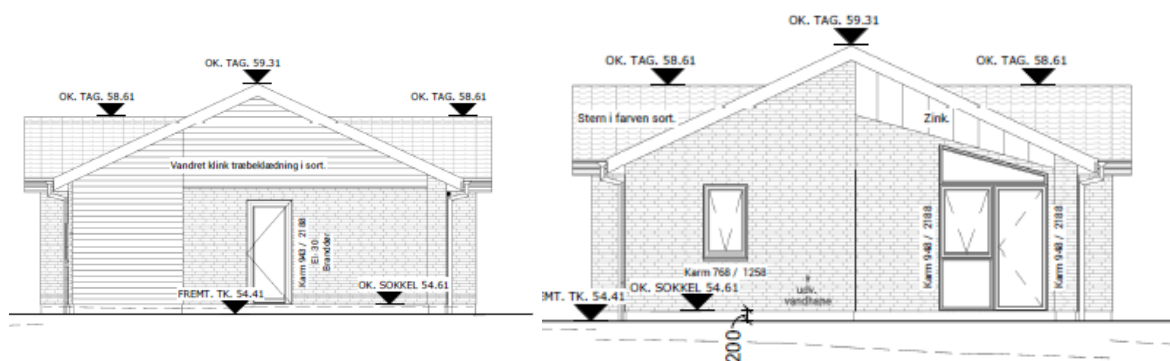 OK. TAG. 59.31
OK. TAG. 58.61
OK. TAG. 58.61
Vandret klink træbeklædning i sort.
Karm 943 / 2188
EI-30
Branddør
FREMT. TK. 54.41
OK. SOKKEL 54.61
OK. TAG. 59.31
OK. TAG. 58.61
OK. TAG. 58.61
Stern i farven sort.
Zink.
Karm 948 / 2188
Karm 948 / 2188
Karm 768 / 1258
OK. SOKKEL 54.61
EMT. TK. 54.41
udv.
vandhane
200